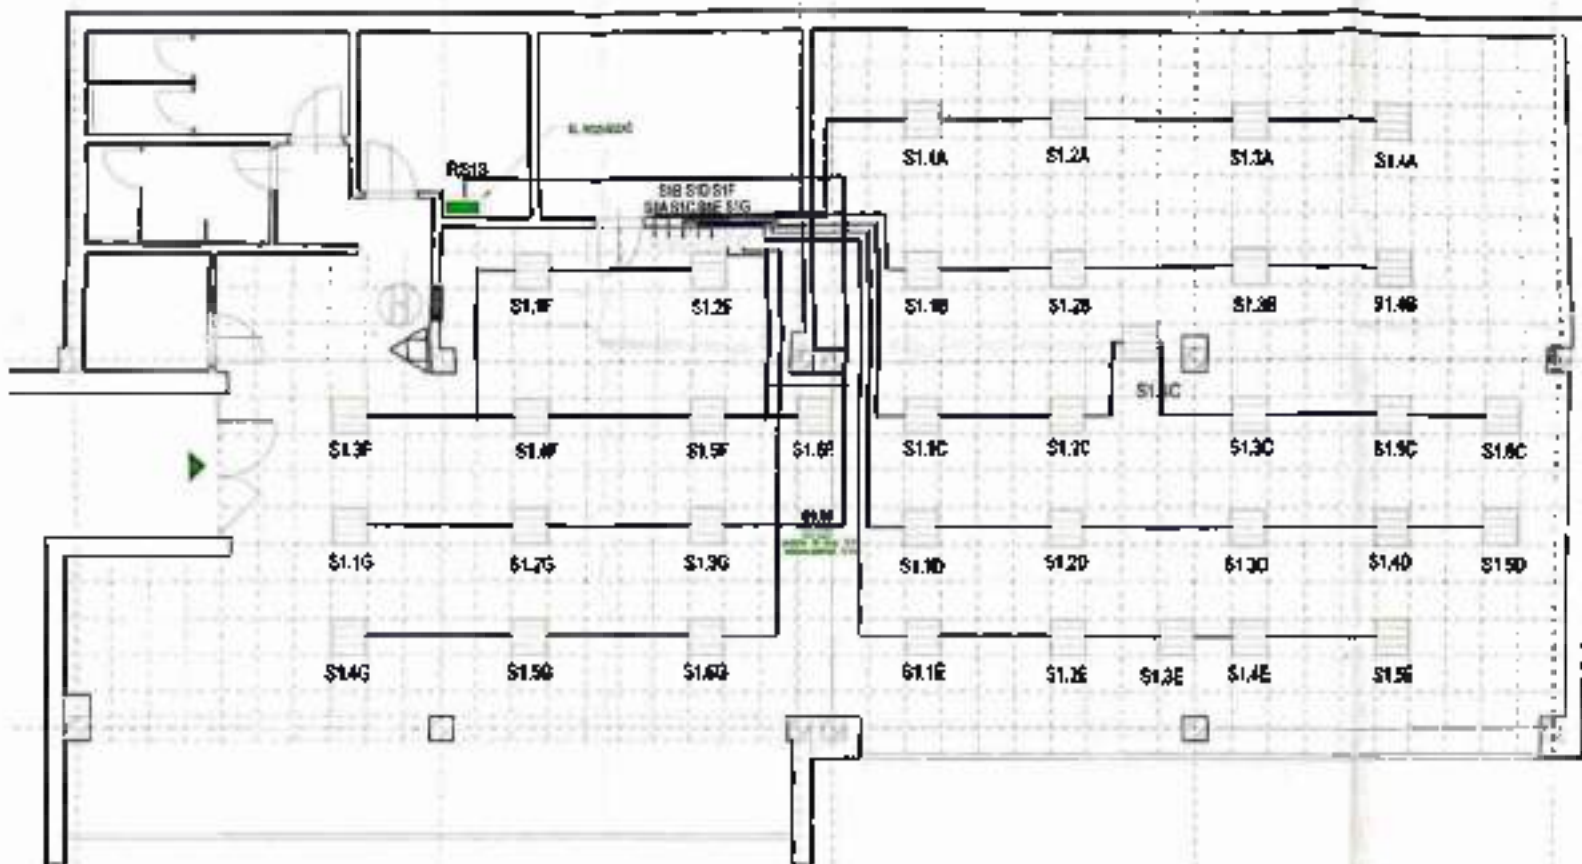 RS13
S1B S1D S1F
S1A S1C S1E S1G
S1.1A S1.2A S1.3A S1.4A
S1.1F S1.2F S1.1B S1.2B S1.3B S1.4B
S1.3F S1.4F S1.5F S1.6F S1.1C S1.2C S1.3C S1.5C S1.6C
S1.1G S1.2G S1.3G S1.1D S1.2D S1.3D S1.4D S1.5D
S1.4G S1.5G S1.6G S1.1E S1.2E S1.3E S1.4E S1.5E